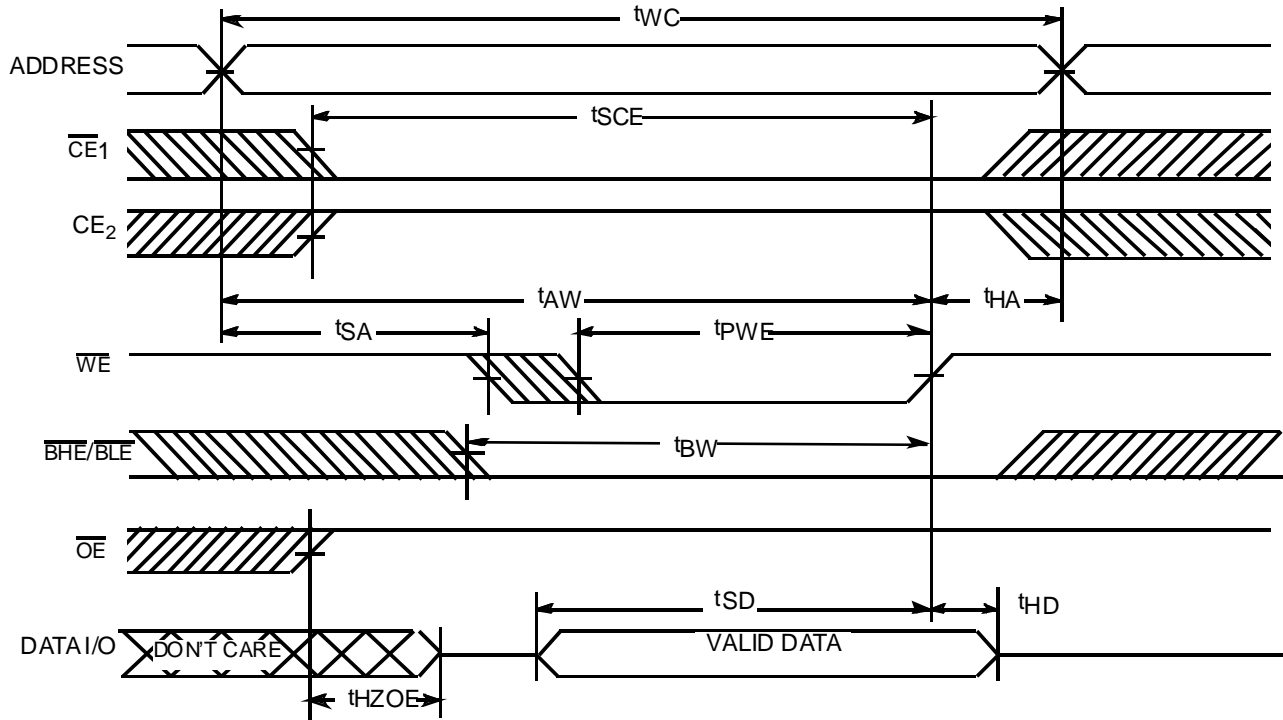 tWC
ADDRESS
tSCE
CE1
CE2
tAW
tHA
tSA
tPWE
WE
BHE/BLE
tBW
OE
tSD
tHD
DATA I/O
DON'T CARE
VALID DATA
tHZOE